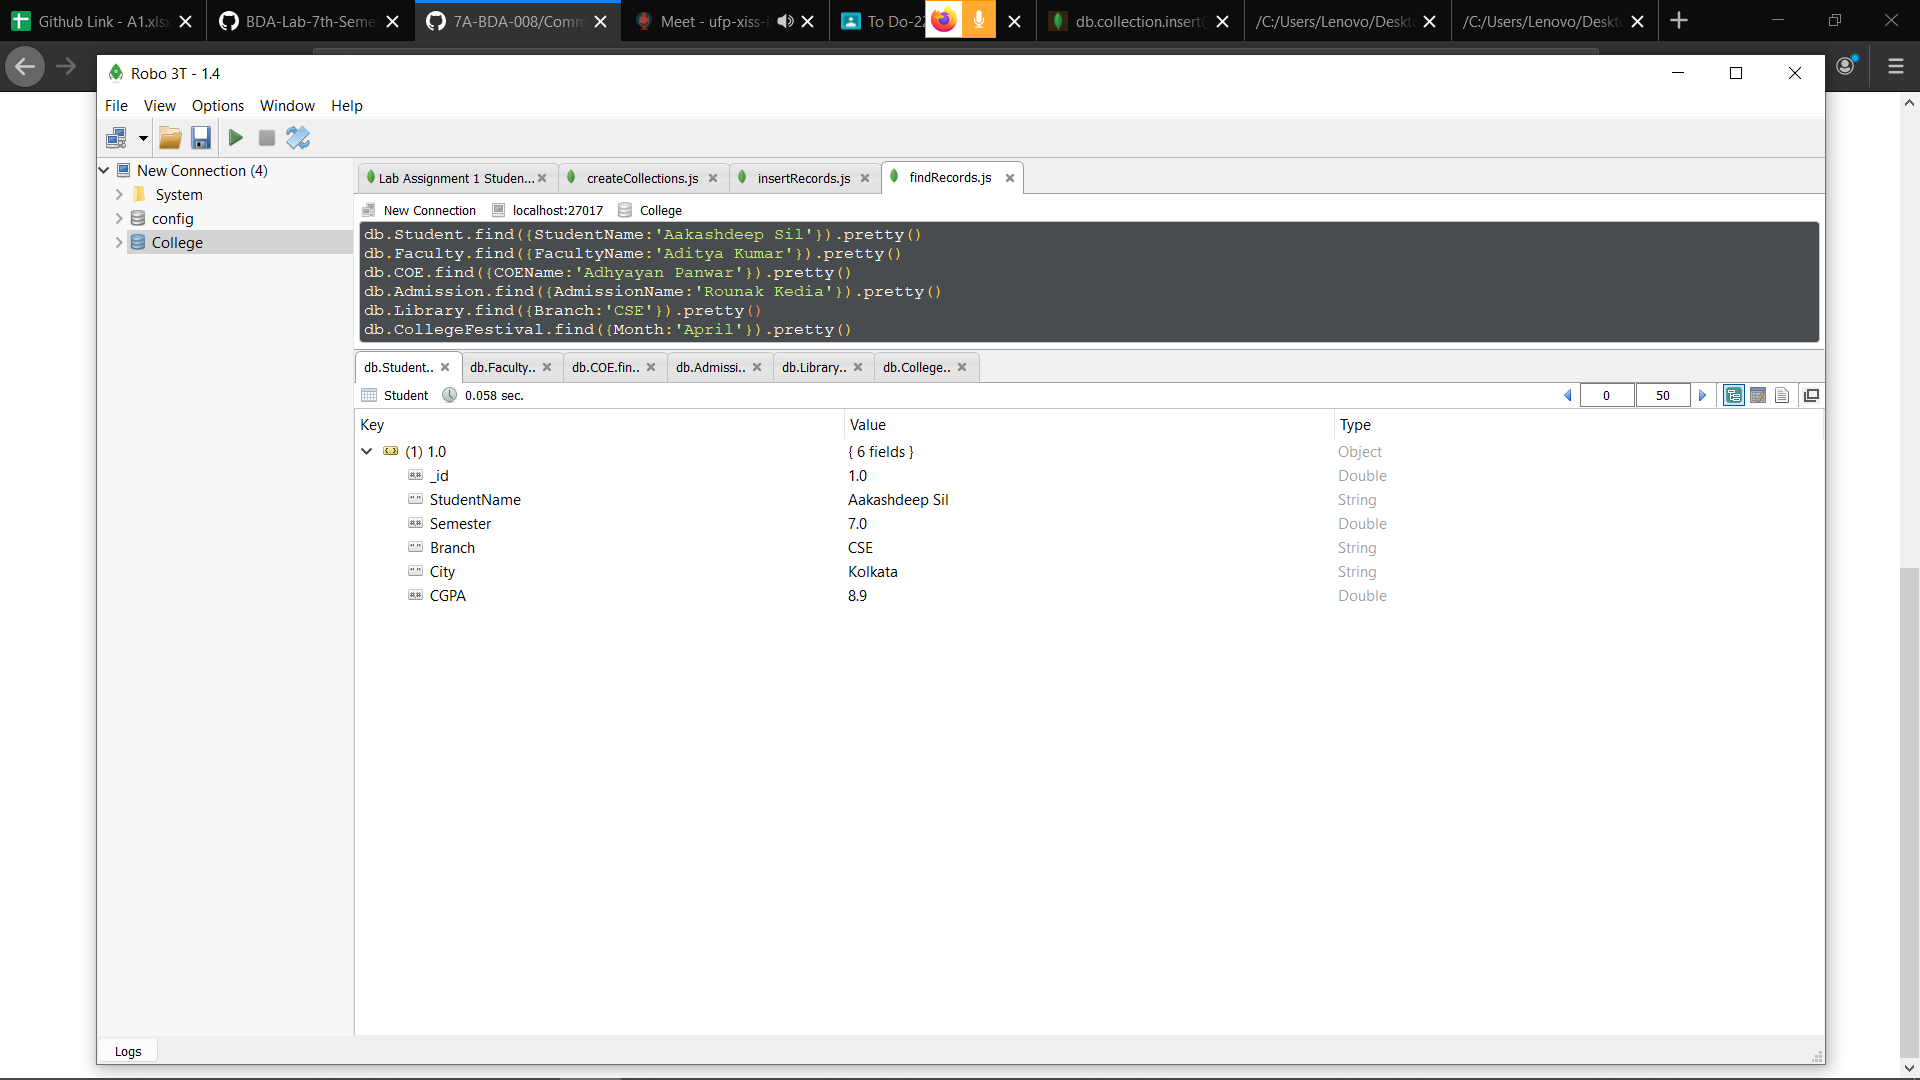 Github Link - A1.xlsx
BDA-Lab-7th-Seme
7A-BDA-008/Comm
Meet - ufp-xiss-i
To Do-22
db.collection.insert(
/C:/Users/Lenovo/Deskto
/C:/Users/Lenovo/Deskto
Robo 3T - 1.4
File View Options Window Help
New Connection (4)
System
config
College
Lab Assignment 1 Studen...
createCollections.js
insertRecords.js
findRecords.js
New Connection localhost:27017 College
db.Student.find({StudentName:'Aakashdeep Sil'}).pretty()
db.Faculty.find({FacultyName:'Aditya Kumar'}).pretty()
db.COE.find({COEName:'Adhyayan Panwar'}).pretty()
db.Admission.find({AdmissionName:'Rounak Kedia'}).pretty()
db.Library.find({Branch:'CSE'}).pretty()
db.CollegeFestival.find({Month:'April'}).pretty()
db.Student.. db.Faculty.. db.COE.fin.. db.Admissi.. db.Library.. db.College..
Student 0.058 sec. 0 50
Key Value Type
(1) 1.0 { 6 fields } Object
_id 1.0 Double
StudentName Aakashdeep Sil String
Semester 7.0 Double
Branch CSE String
City Kolkata String
CGPA 8.9 Double
Logs